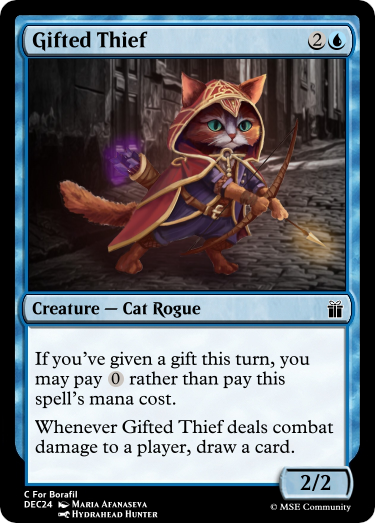 Gifted Thief 2
Creature — Cat Rogue
If you've given a gift this turn, you
may pay 0 rather than pay this
spell's mana cost.
Whenever Gifted Thief deals combat
damage to a player, draw a card.
2/2
C For Borafil
DEC24 Maria Afanaseva
Hydrahead Hunter
© MSE Community